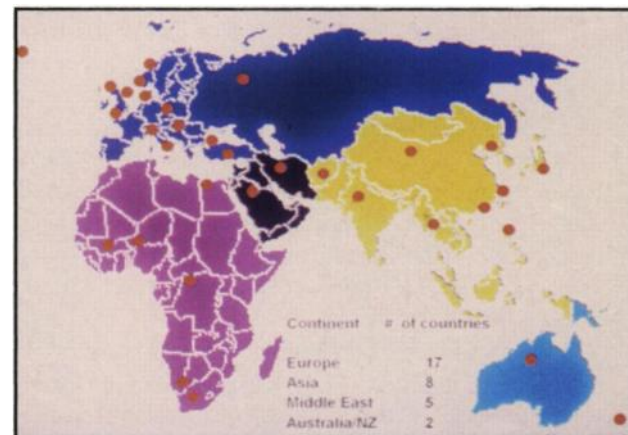 Continent # of countries
Europe 17
Asia 8
Middle East 5
Australia/NZ 2